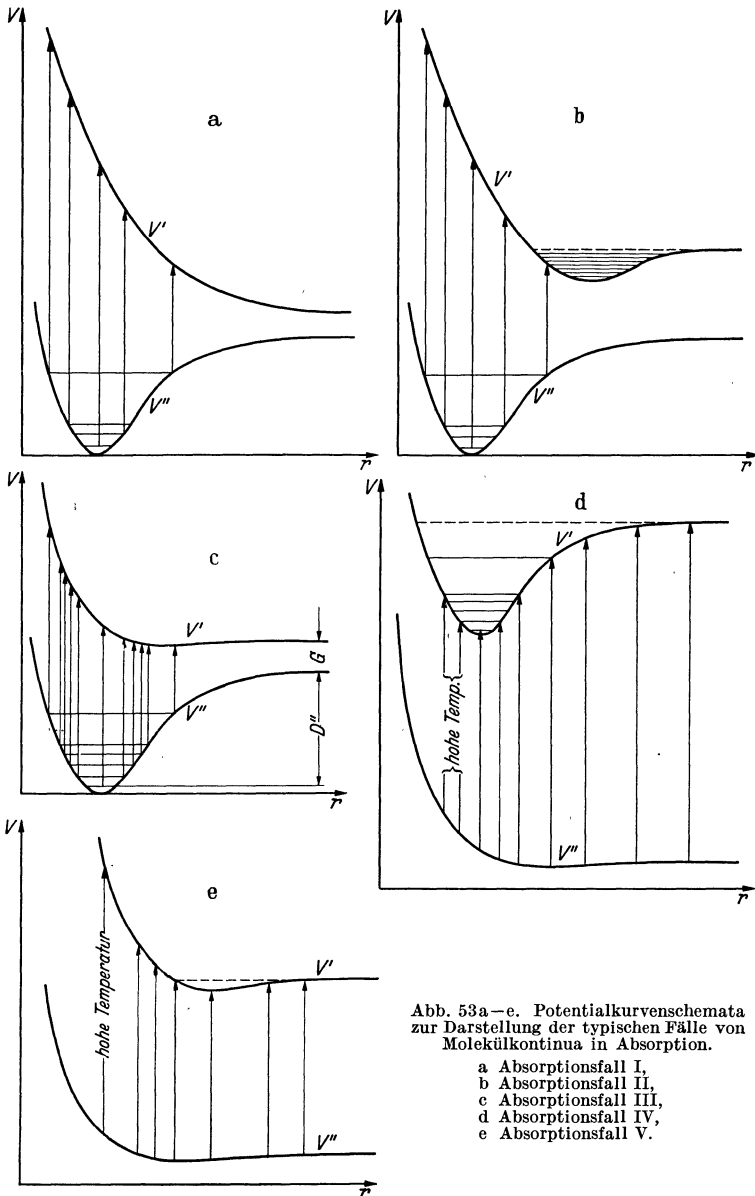 V
a
V'
V"
r
V
b
V'
V"
r
V
c
V'
G
V"
D"
r
V
d
V'
}hohe Temp.{
V"
r
V
e
hohe Temperatur
V'
V"
r
Abb. 53a—e. Potentialkurvenschemata
zur Darstellung der typischen Fälle von
Molekülkontinua in Absorption.
a Absorptionsfall I,
b Absorptionsfall II,
c Absorptionsfall III,
d Absorptionsfall IV,
e Absorptionsfall V.